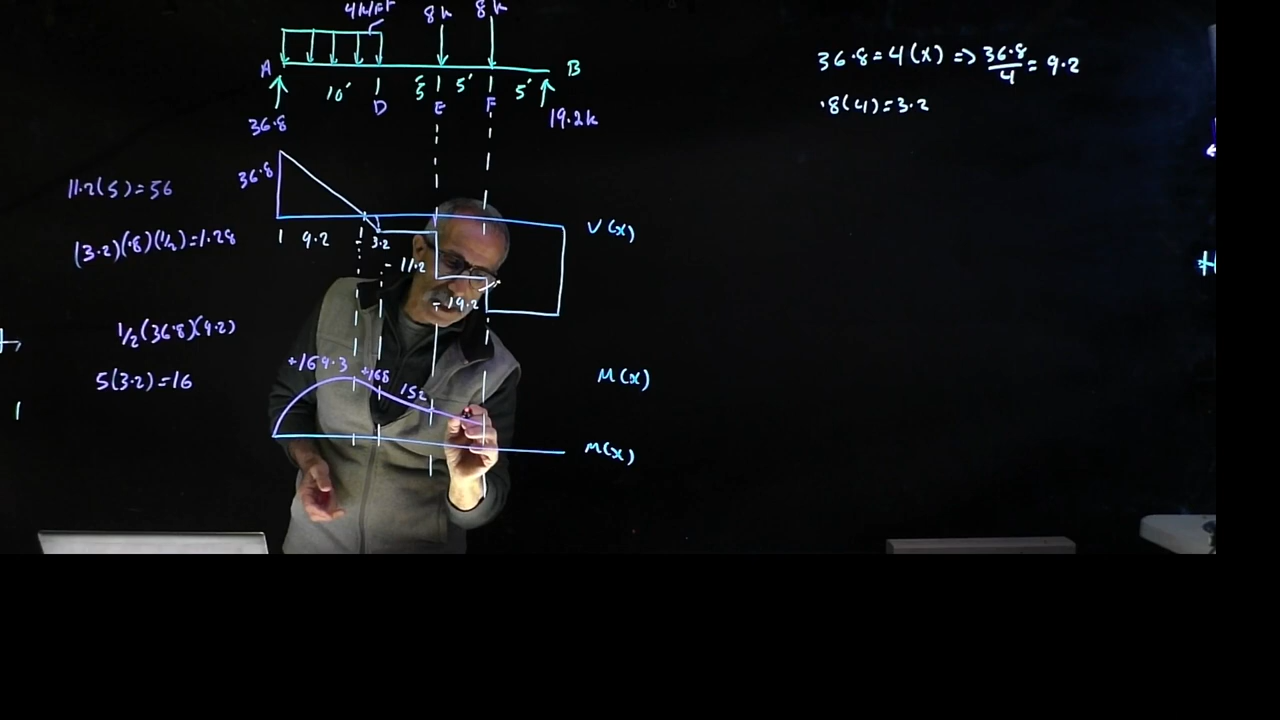 4k/FT 8k 8k
A B
10' 5 5' 5'
D E F
36.8 19.2k
36.8 = 4(x) => 36.8/4 = 9.2
.8(4) = 3.2
11.2(5) = 56
(3.2)(.8)(1/2) = 1.28
1/2(36.8)(9.2)
5(3.2) = 16
36.8
V(x)
9.2 - 3.2
- 11.2
- 19.2
+169.3 +168 152
M(x)
M(x)